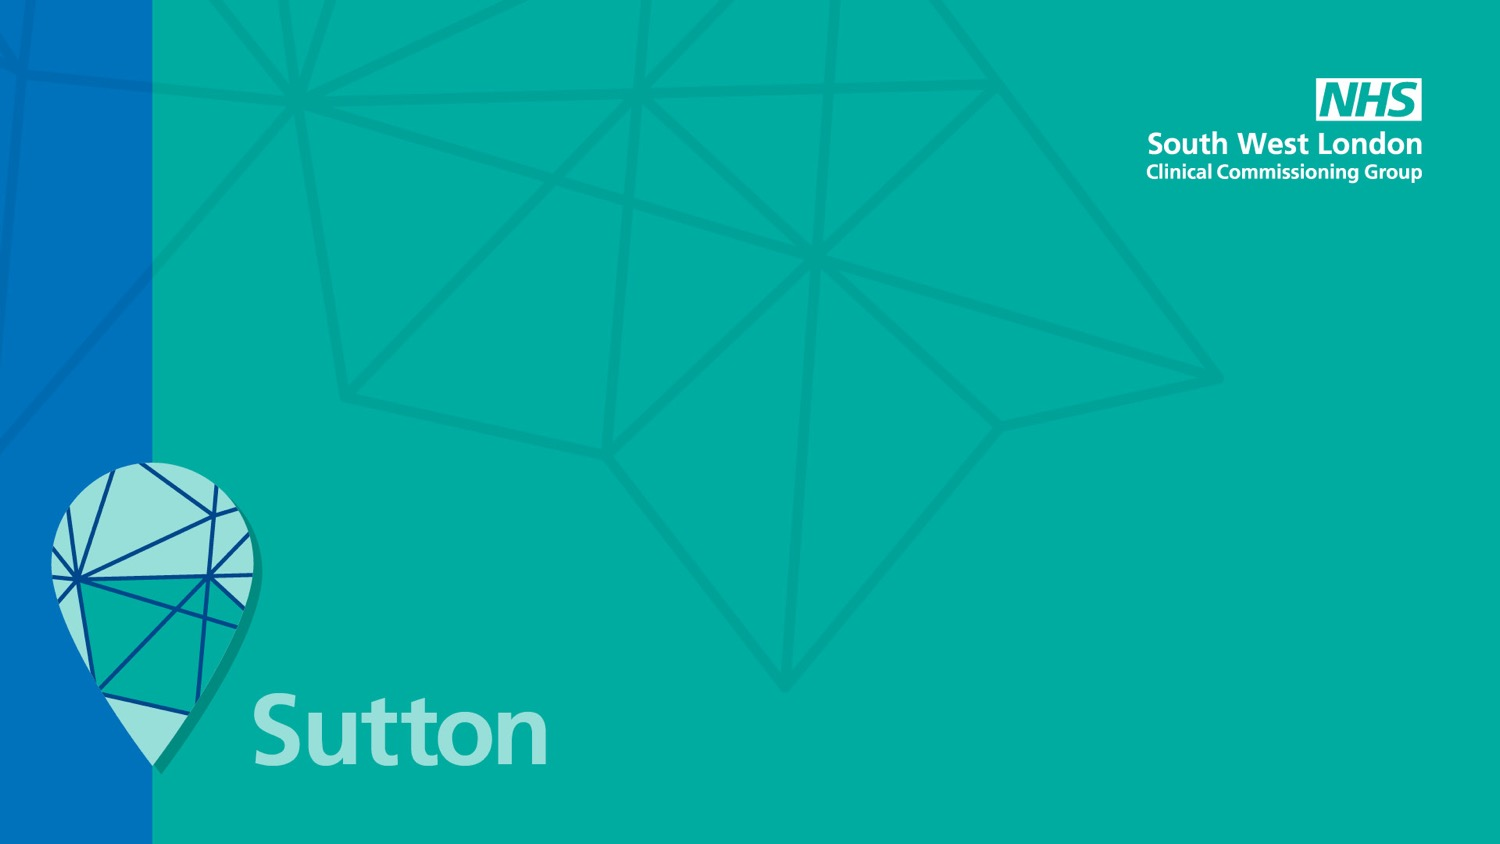 NHS
South West London
Clinical Commissioning Group
Sutton